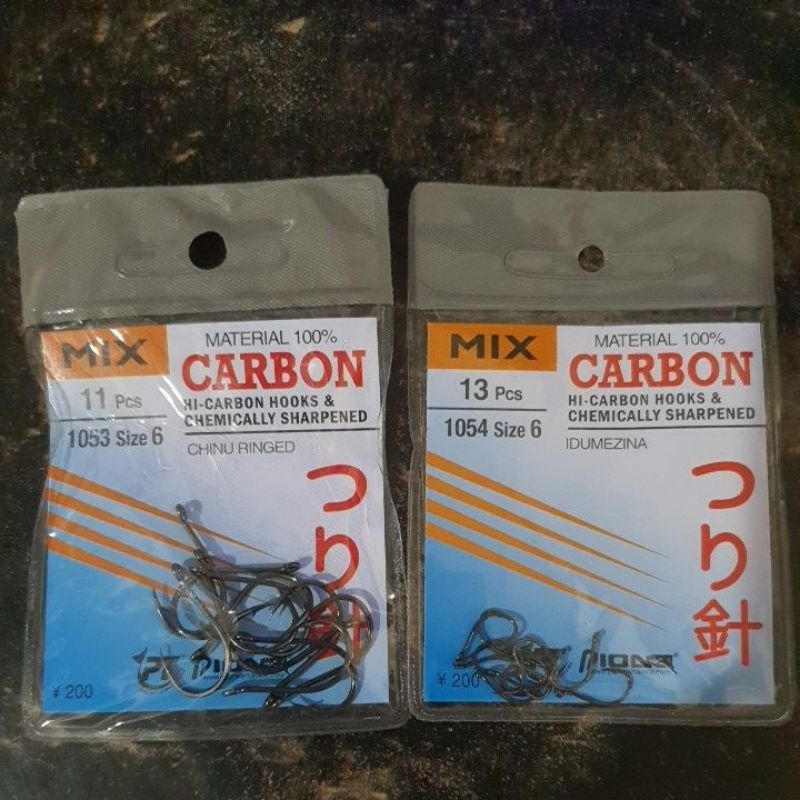 MIX
MATERIAL 100%
CARBON
11 Pcs
HI-CARBON HOOKS &
CHEMICALLY SHARPENED
1053 Size 6
CHINU RINGED
つり針
¥ 200
MIX
MATERIAL 100%
CARBON
13 Pcs
HI-CARBON HOOKS &
CHEMICALLY SHARPENED
1054 Size 6
IDUMEZINA
つり針
PIONEER
¥ 200